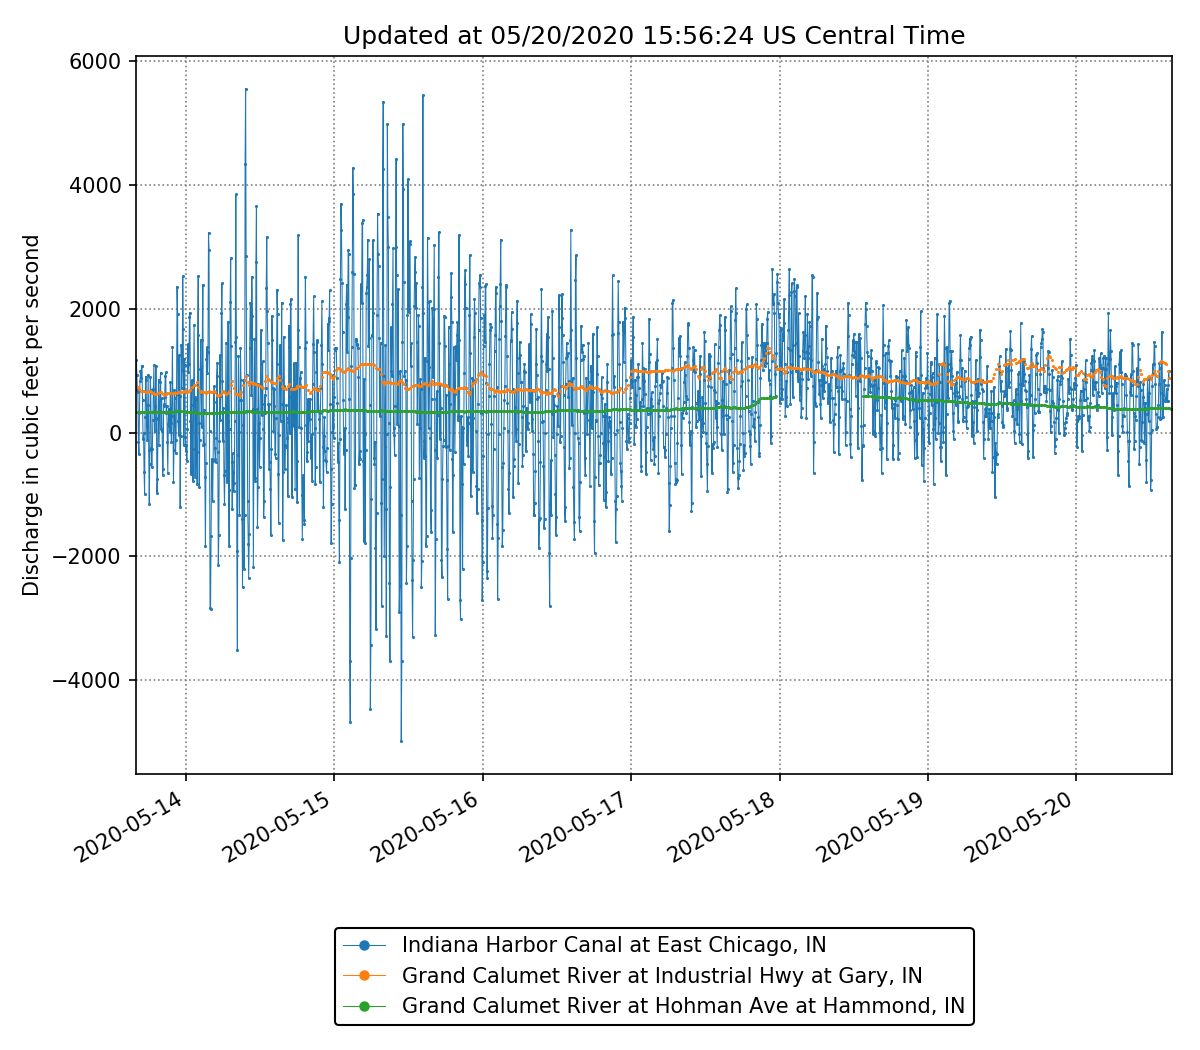 Updated at 05/20/2020 15:56:24 US Central Time
Discharge in cubic feet per second
6000
4000
2000
0
−2000
−4000
2020-05-14
2020-05-15
2020-05-16
2020-05-17
2020-05-18
2020-05-19
2020-05-20
Indiana Harbor Canal at East Chicago, IN
Grand Calumet River at Industrial Hwy at Gary, IN
Grand Calumet River at Hohman Ave at Hammond, IN